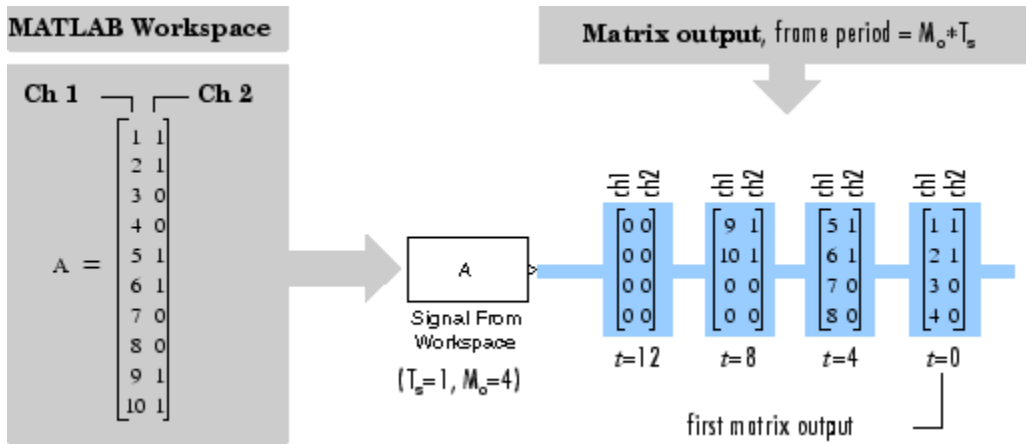 MATLAB Workspace
Ch 1 Ch 2
A =
1 1
2 1
3 0
4 0
5 1
6 1
7 0
8 0
9 1
10 1
A
Signal From
Workspace
(Ts=1, Mo=4)
Matrix output, frame period = Mo*Ts
ch1 ch2 ch1 ch2 ch1 ch2 ch1 ch2
0 0 9 1 5 1 1 1
0 0 10 1 6 1 2 1
0 0 0 0 7 0 3 0
0 0 0 0 8 0 4 0
t=12 t=8 t=4 t=0
first matrix output